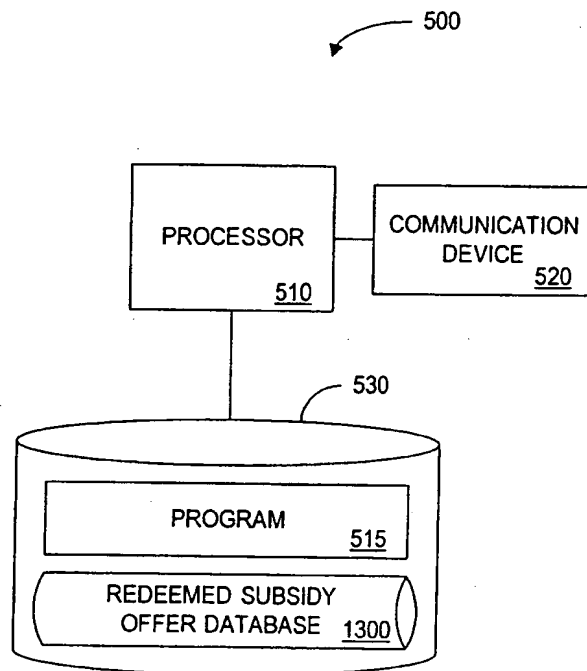 500
PROCESSOR
510
COMMUNICATION
DEVICE
520
530
PROGRAM
515
REDEEMED SUBSIDY
OFFER DATABASE
1300